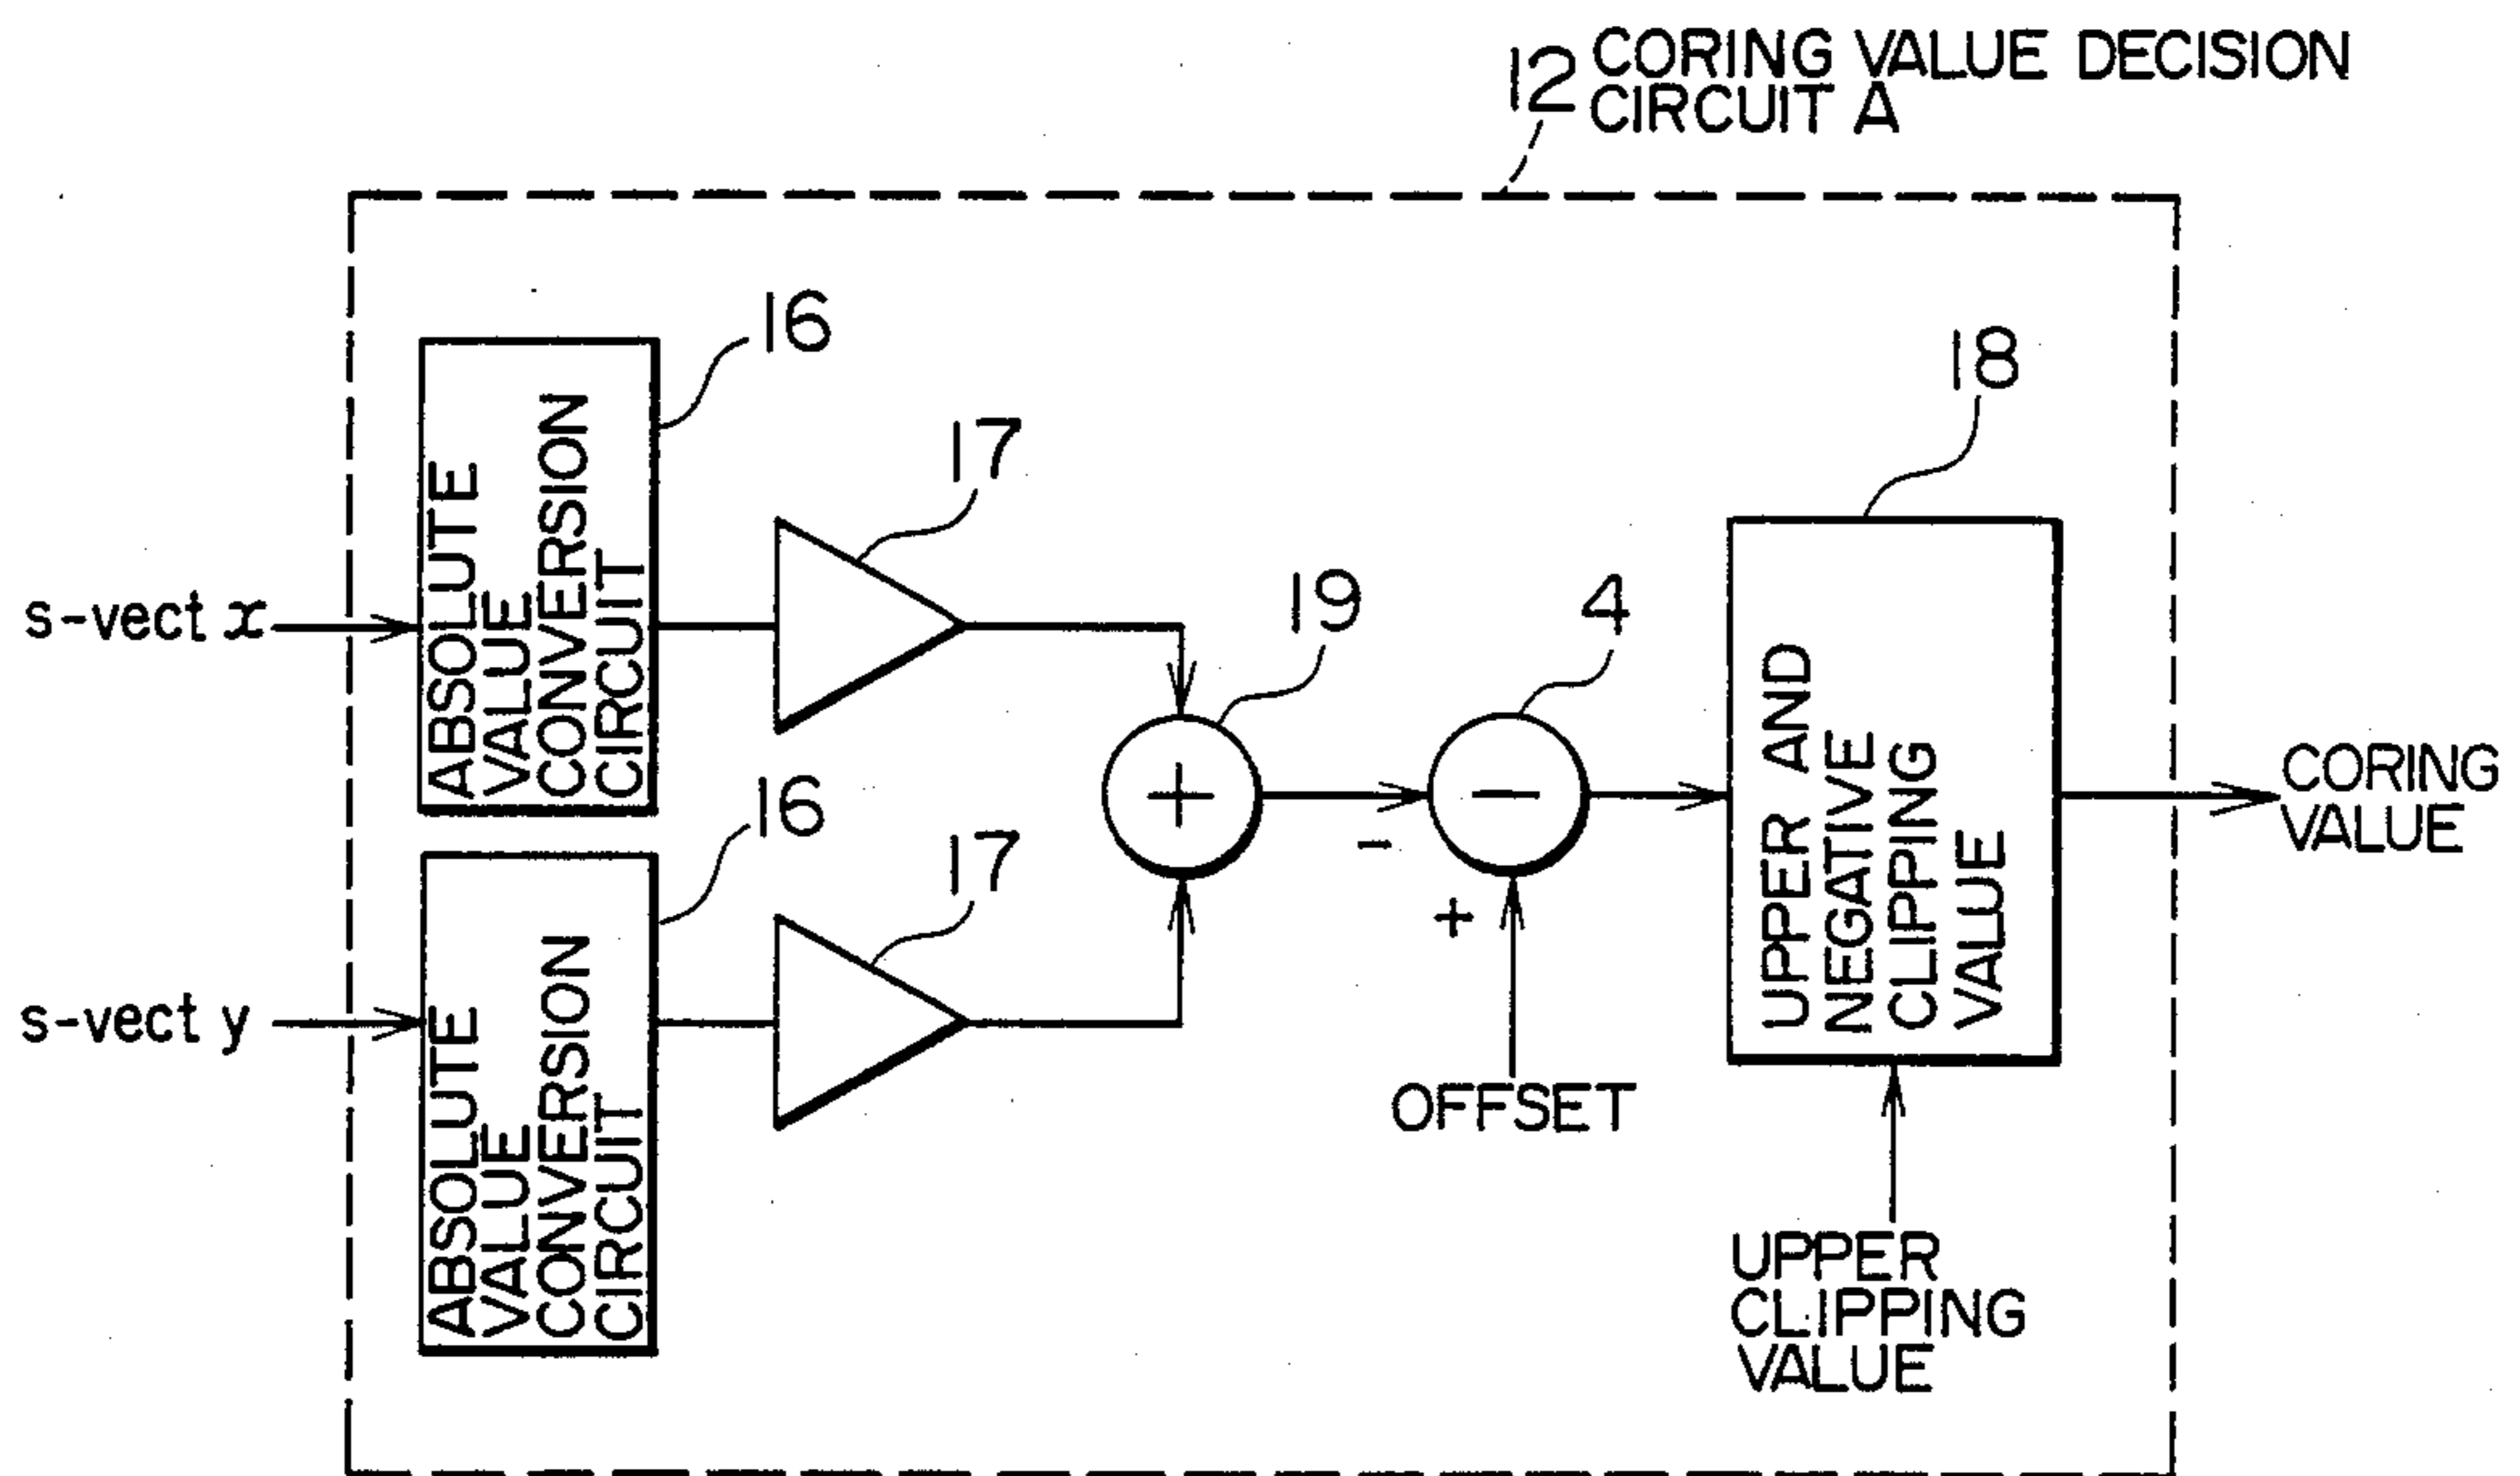 12 CORING VALUE DECISION
CIRCUIT A
16
ABSOLUTE
VALUE
CONVERSION
CIRCUIT
17
18
s-vect x
19
4
UPPER AND
NEGATIVE
CLIPPING
VALUE
+
−
-
CORING
VALUE
16
ABSOLUTE
VALUE
CONVERSION
CIRCUIT
17
+
s-vect y
OFFSET
UPPER
CLIPPING
VALUE